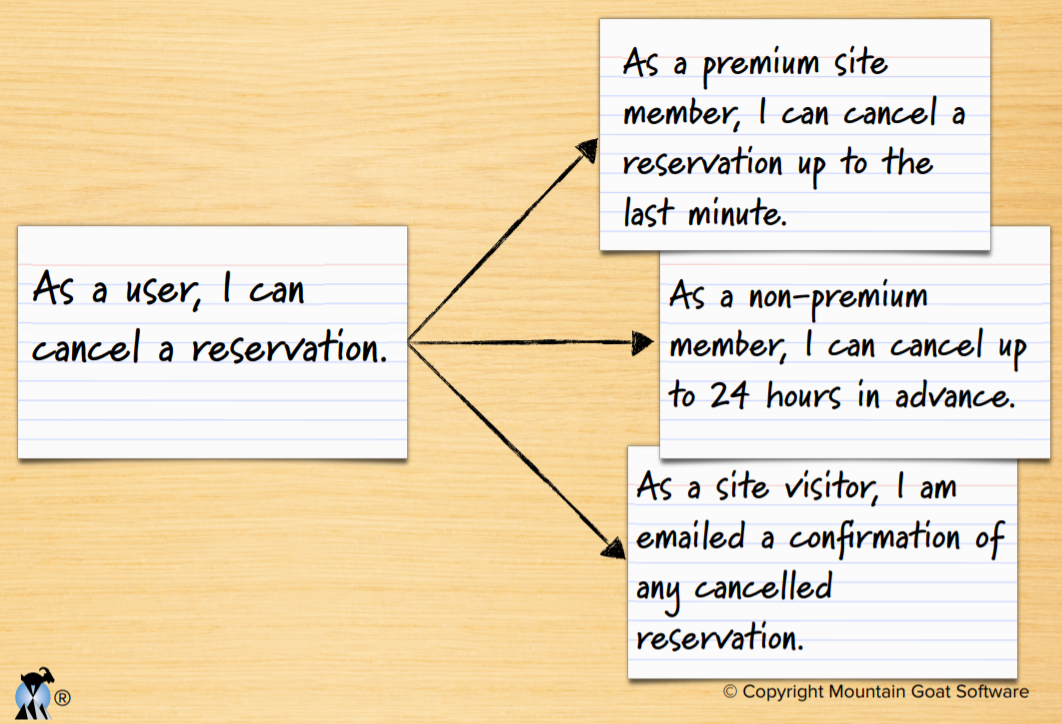 As a user, I can
cancel a reservation.
As a premium site
member, I can cancel a
reservation up to the
last minute.
As a non-premium
member, I can cancel up
to 24 hours in advance.
As a site visitor, I am
emailed a confirmation of
any cancelled
reservation.
®
© Copyright Mountain Goat Software